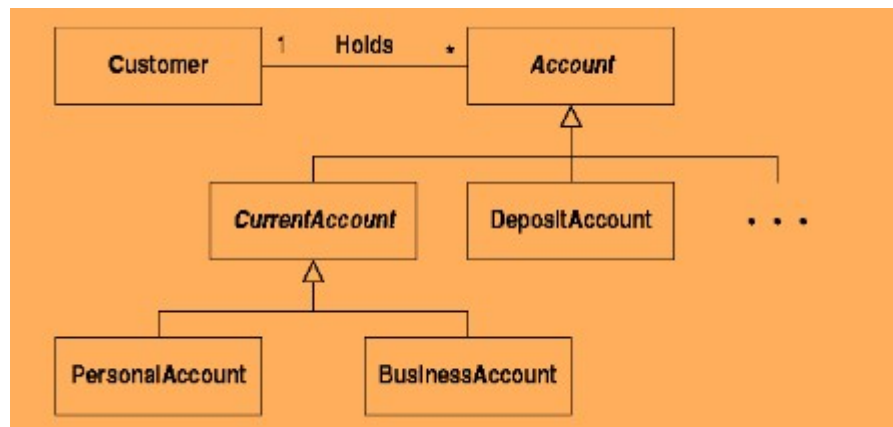 1 Holds *
Customer Account
CurrentAccount DepositAccount . . .
PersonalAccount BusinessAccount